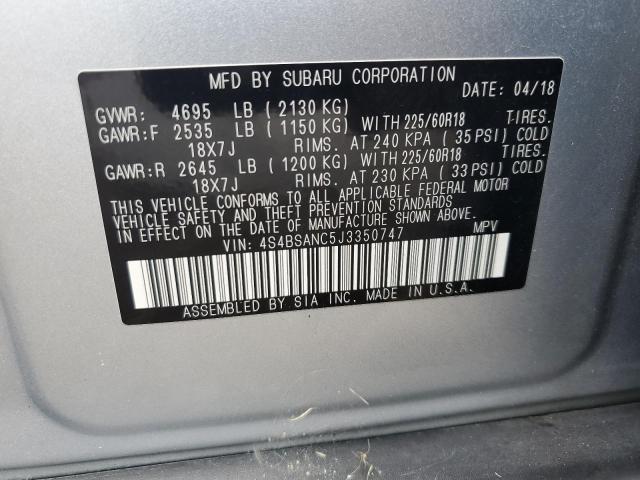 MFD BY SUBARU CORPORATION DATE: 04/18
GVWR: 4695 LB (2130 KG)
GAWR:F 2535 LB (1150 KG) WITH 225/60R18 TIRES.
18X7J RIMS. AT 240 KPA (35 PSI) COLD
GAWR:R 2645 LB (1200 KG) WITH 225/60R18 TIRES.
18X7J RIMS. AT 230 KPA (33 PSI) COLD
THIS VEHICLE CONFORMS TO ALL APPLICABLE FEDERAL MOTOR
VEHICLE SAFETY AND THEFT PREVENTION STANDARDS
IN EFFECT ON THE DATE OF MANUFACTURE SHOWN ABOVE.
VIN: 4S4BSANC5J3350747 MPV
ASSEMBLED BY SIA INC. MADE IN U.S.A.